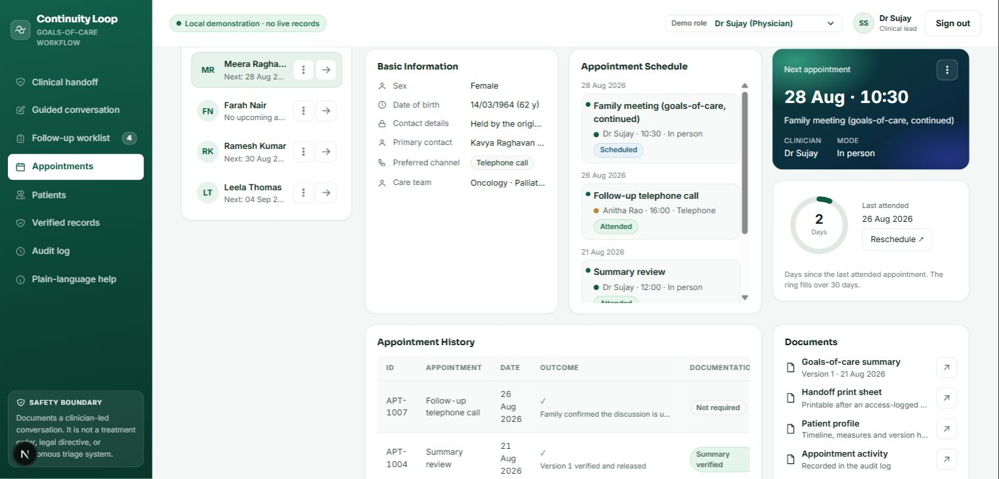 Continuity Loop
GOALS-OF-CARE
WORKFLOW
Clinical handoff
Guided conversation
Follow-up worklist 4
Appointments
Patients
Verified records
Audit log
Plain-language help
SAFETY BOUNDARY
Documents a clinician-led
conversation. It is not a treatment
order, legal directive, or
omous triage system.
N
Local demonstration · no live records
Demo role Dr Sujay (Physician)
SS
Dr Sujay
Clinical lead
Sign out
MR
Meera Ragha...
Next: 28 Aug 2...
FN
Farah Nair
No upcoming a...
RK
Ramesh Kumar
Next: 30 Aug 2...
LT
Leela Thomas
Next: 04 Sep 2...
Basic Information
Sex Female
Date of birth 14/03/1964 (62 y)
Contact details Held by the origi...
Primary contact Kavya Raghavan ...
Preferred channel Telephone call
Care team Oncology · Palliat...
Appointment Schedule
28 Aug 2026
Family meeting (goals-of-care,
continued)
Dr Sujay · 10:30 · In person
Scheduled
26 Aug 2026
Follow-up telephone call
Anitha Rao · 16:00 · Telephone
Attended
21 Aug 2026
Summary review
Dr Sujay · 12:00 · In person
Attended
Next appointment
28 Aug · 10:30
Family meeting (goals-of-care, continued)
CLINICIAN MODE
Dr Sujay In person
2
Days
Last attended
26 Aug 2026
Reschedule ↗
Days since the last attended appointment. The
ring fills over 30 days.
Appointment History
ID APPOINTMENT DATE OUTCOME DOCUMENTATIO
APT-
1007
Follow-up
telephone call
26
Aug
2026
✓
Family confirmed the discussion is u...
Not required
APT-
1004
Summary
review
21
Aug
2026
✓
Version 1 verified and released
Summary
verified
Documents
Goals-of-care summary
Version 1 · 21 Aug 2026
Handoff print sheet
Printable after an access-logged ...
Patient profile
Timeline, measures and version h...
Appointment activity
Recorded in the audit log